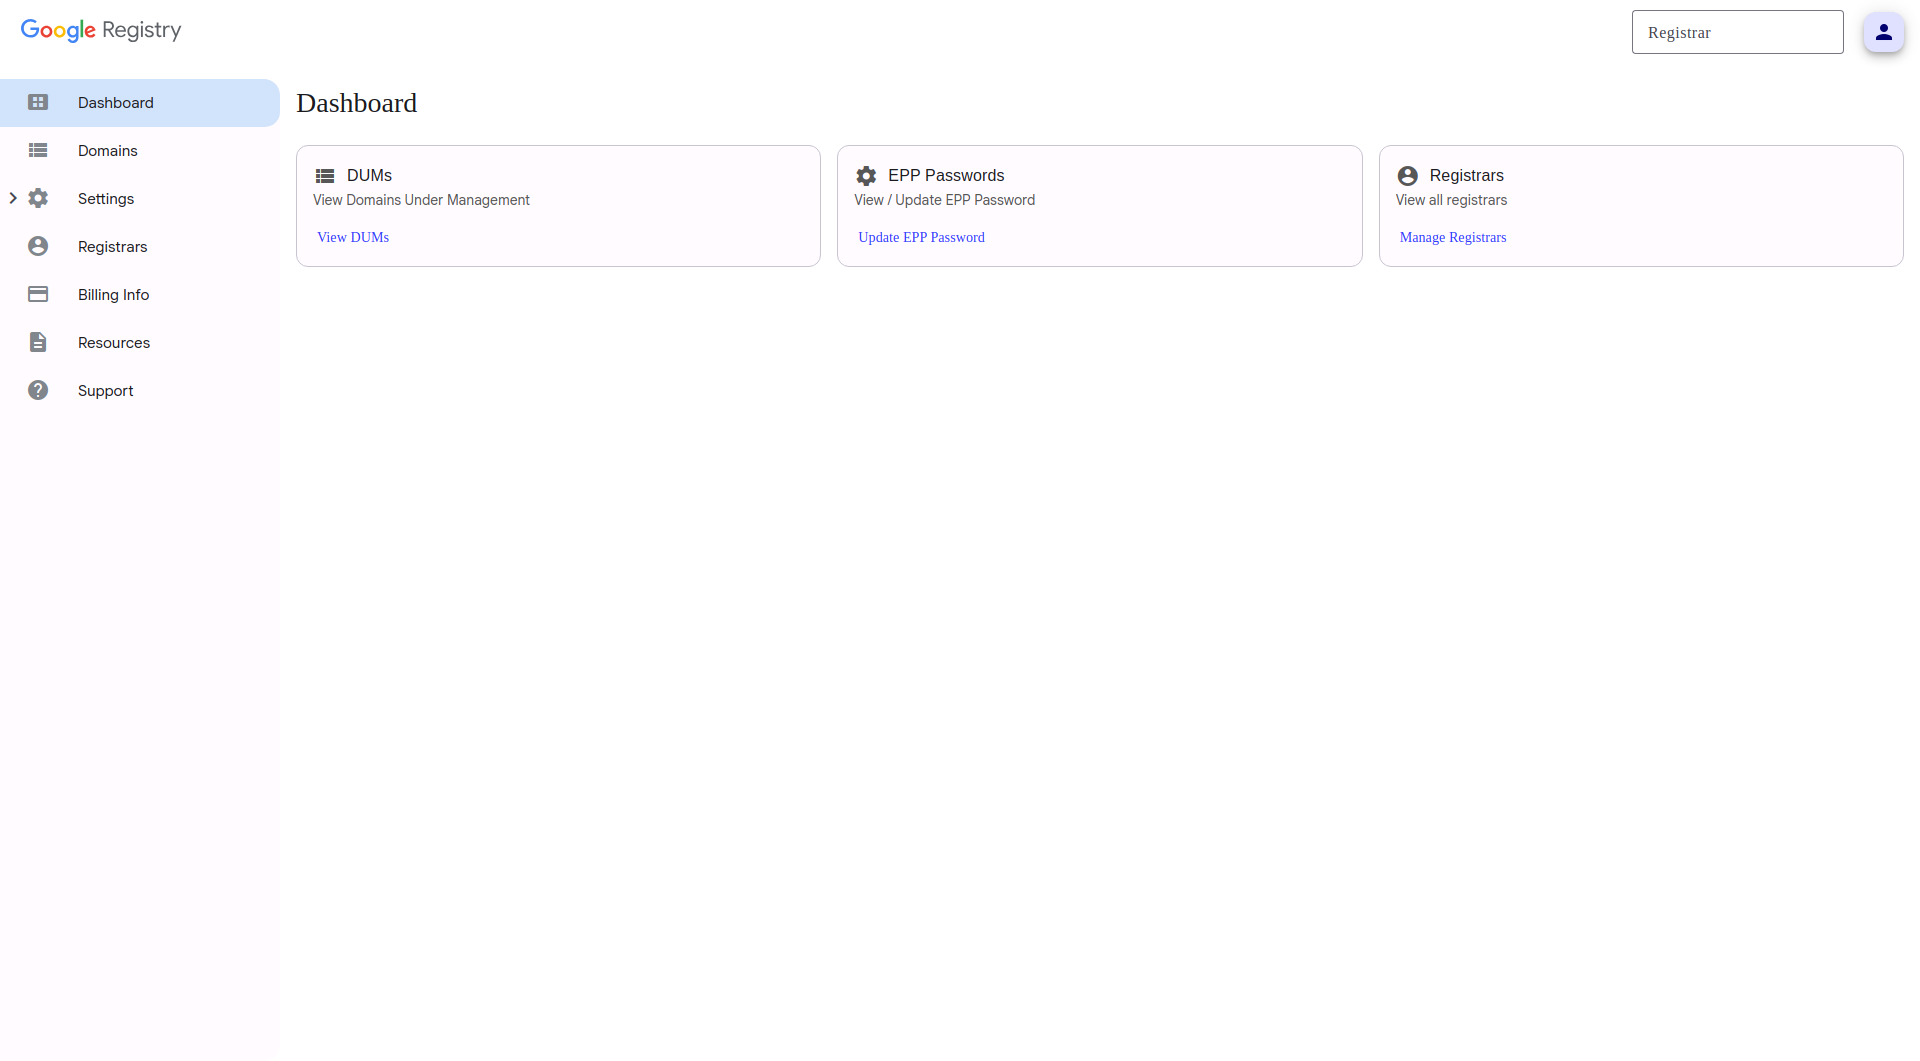 Google Registry
Registrar
Dashboard
Domains
Settings
Registrars
Billing Info
Resources
Support
Dashboard
DUMs
View Domains Under Management
View DUMs
EPP Passwords
View / Update EPP Password
Update EPP Password
Registrars
View all registrars
Manage Registrars